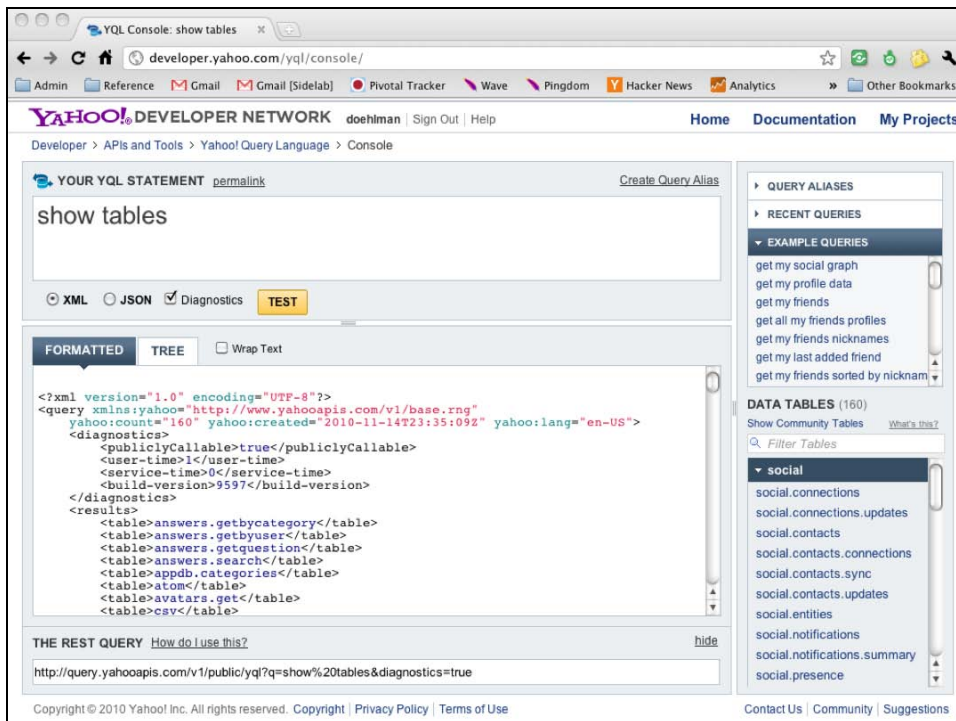 YQL Console: show tables
developer.yahoo.com/yql/console/
Admin Reference Gmail Gmail [Sidelab] Pivotal Tracker Wave Pingdom Hacker News Analytics » Other Bookmarks
YAHOO!® DEVELOPER NETWORK doehlman | Sign Out | Help Home Documentation My Projects
Developer > APIs and Tools > Yahoo! Query Language > Console
YOUR YQL STATEMENT permalink Create Query Alias
show tables
XML JSON Diagnostics TEST
FORMATTED TREE Wrap Text
<?xml version="1.0" encoding="UTF-8"?>
<query xmlns:yahoo="http://www.yahooapis.com/v1/base.rng"
yahoo:count="160" yahoo:created="2010-11-14T23:35:09Z" yahoo:lang="en-US">
<diagnostics>
<publiclyCallable>true</publiclyCallable>
<user-time>1</user-time>
<service-time>0</service-time>
<build-version>9597</build-version>
</diagnostics>
<results>
<table>answers.getbycategory</table>
<table>answers.getbyuser</table>
<table>answers.getquestion</table>
<table>answers.search</table>
<table>appdb.categories</table>
<table>atom</table>
<table>avatars.get</table>
<table>csv</table>
THE REST QUERY How do I use this? hide
http://query.yahooapis.com/v1/public/yql?q=show%20tables&diagnostics=true
QUERY ALIASES
RECENT QUERIES
EXAMPLE QUERIES
get my social graph
get my profile data
get my friends
get all my friends profiles
get my friends nicknames
get my last added friend
get my friends sorted by nicknam
DATA TABLES (160)
Show Community Tables What's this?
Filter Tables
social
social.connections
social.connections.updates
social.contacts
social.contacts.connections
social.contacts.sync
social.contacts.updates
social.entities
social.notifications
social.notifications.summary
social.presence
Copyright © 2010 Yahoo! Inc. All rights reserved. Copyright | Privacy Policy | Terms of Use Contact Us | Community | Suggestions